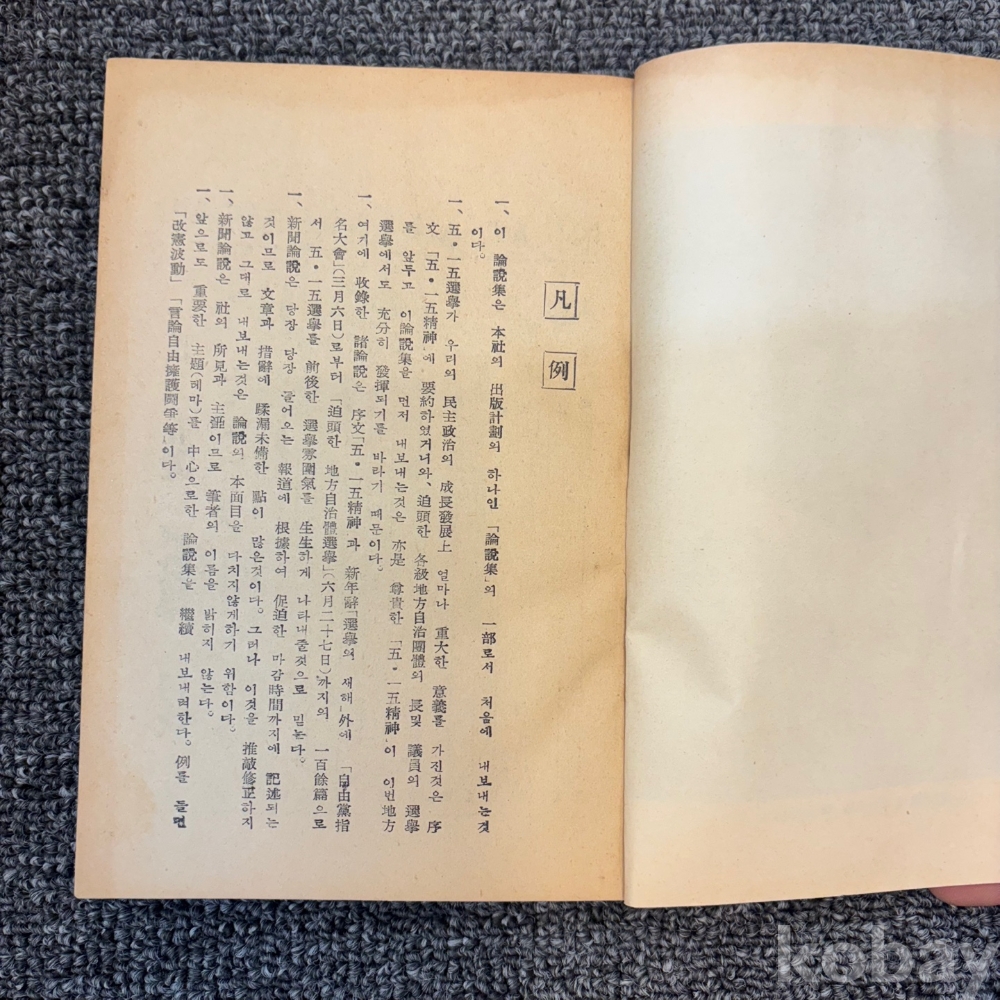 凡例
一、이 論說集은 本社의 出版計劃의 하나인 「論說集」의 一部로서 처음에 내보내는것
이다。
一、五・一五選擧가 우리의 民主政治의 成長發展上 얼마나 重大한 意義를 가진것은 序
文「五・一五精神」에 要約하였거니와、迫頭한 各級地方自治團體의 長및 議員의 選擧
를 앞두고 이論說集을 먼저 내보내는것은 亦是 尊貴한 「五・一五精神」이 이번地方
選擧에서도 充分히 發揮되기를 바라기 때문이다。
一、여기에 收錄한 諸論說은 序文「五・一五精神」과 新年辭「選擧의 새해」外에 「自由黨指
名大會」(三月六日)로부터 「迫頭한 地方自治體選擧」(六月二十七日)까지의 一百餘篇으로
서 五・一五選擧를 前後한 選擧雰圍氣를 生生하게 나타내줄것으로 믿는다。
一、新聞論說은 당장 당장 들어오는 報道에 根據하여 促迫한 마감時間까지에 記述되는
것이므로 文章과 措辭에 蹂漏未備한 點이 많은것이다。그러나 이것을 推敲修正하지
않고 그대로 내보내는것은 論說의 本面目을 다치지않게하기 위함이다。
一、新聞論說은 社의 所見과 主張이므로 筆者의 이름을 밝히지 않는다。
一、앞으로도 重要한 主題(테마)를 中心으로한 論說集을 繼續 내보내려한다。例를 들면
「改憲波動」「言論自由擁護鬪爭等」이다。
kobay